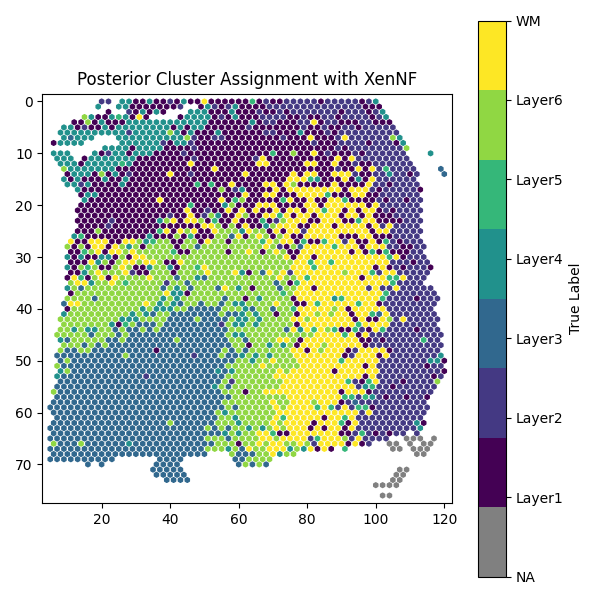 Posterior Cluster Assignment with XenNF
0
10
20
30
40
50
60
70
20
40
60
80
100
120
WM
Layer6
Layer5
Layer4
Layer3
Layer2
Layer1
NA
True Label